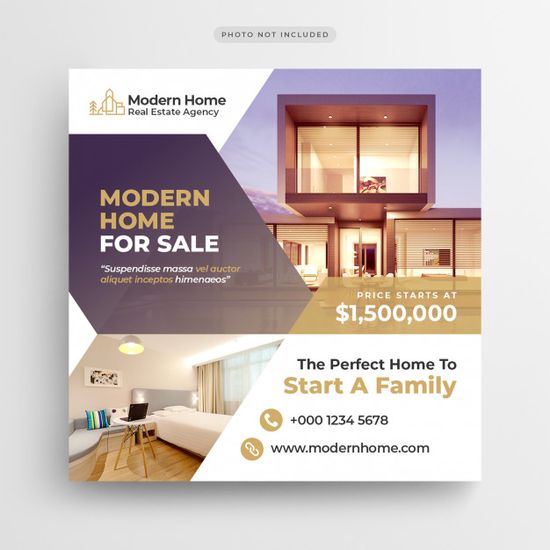 PHOTO NOT INCLUDED
Modern Home
Real Estate Agency
MODERN
HOME
FOR SALE
“Suspendisse massa vel auctor
aliquet inceptos himenaeos”
PRICE STARTS AT
$1,500,000
The Perfect Home To
Start A Family
+000 1234 5678
www.modernhome.com